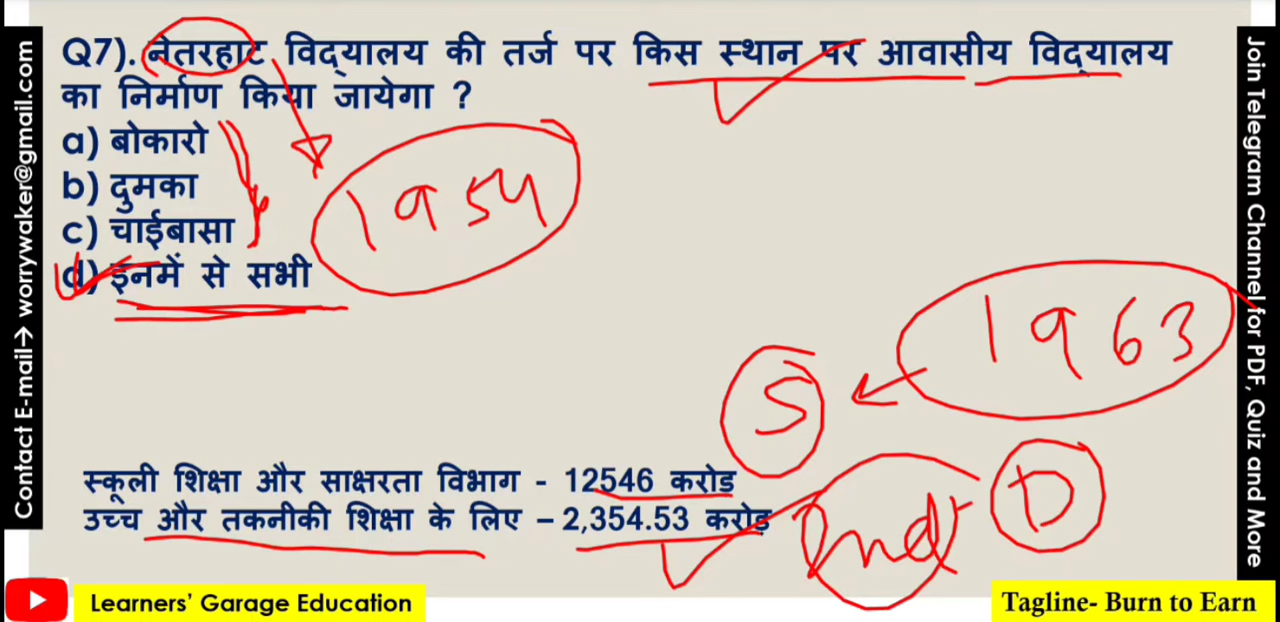 Q7). नेतरहाट विद्यालय की तर्ज पर किस स्थान पर आवासीय विद्यालय
का निर्माण किया जायेगा ?
a) बोकारो
b) दुमका
c) चाईबासा
d) इनमें से सभी
1954
1963
S
D
स्कूली शिक्षा और साक्षरता विभाग - 12546 करोड
उच्च और तकनीकी शिक्षा के लिए – 2,354.53 करोड़
Contact E-mail→ worrywaker@gmail.com
Join Telegram Channel for PDF, Quiz and More
Learners’ Garage Education
Tagline- Burn to Earn